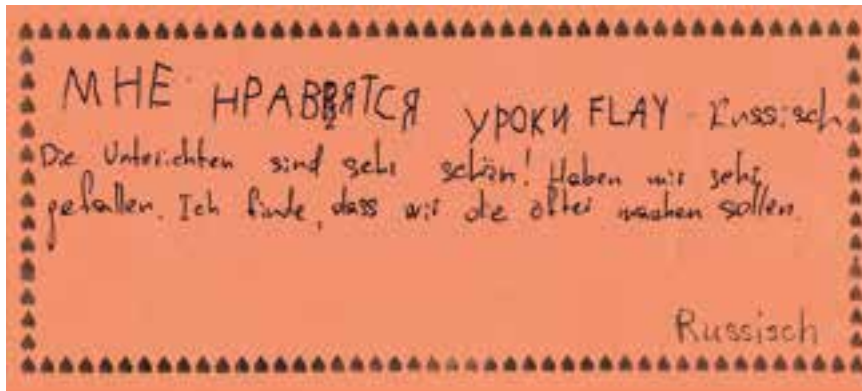 МНЕ НРАВЯТСЯ УРОКИ FLAY - Russisch
Die Unterichten sind sehr schön! Haben mir sehr
gefallen. Ich finde, dass wir die öfter machen sollen.
Russisch